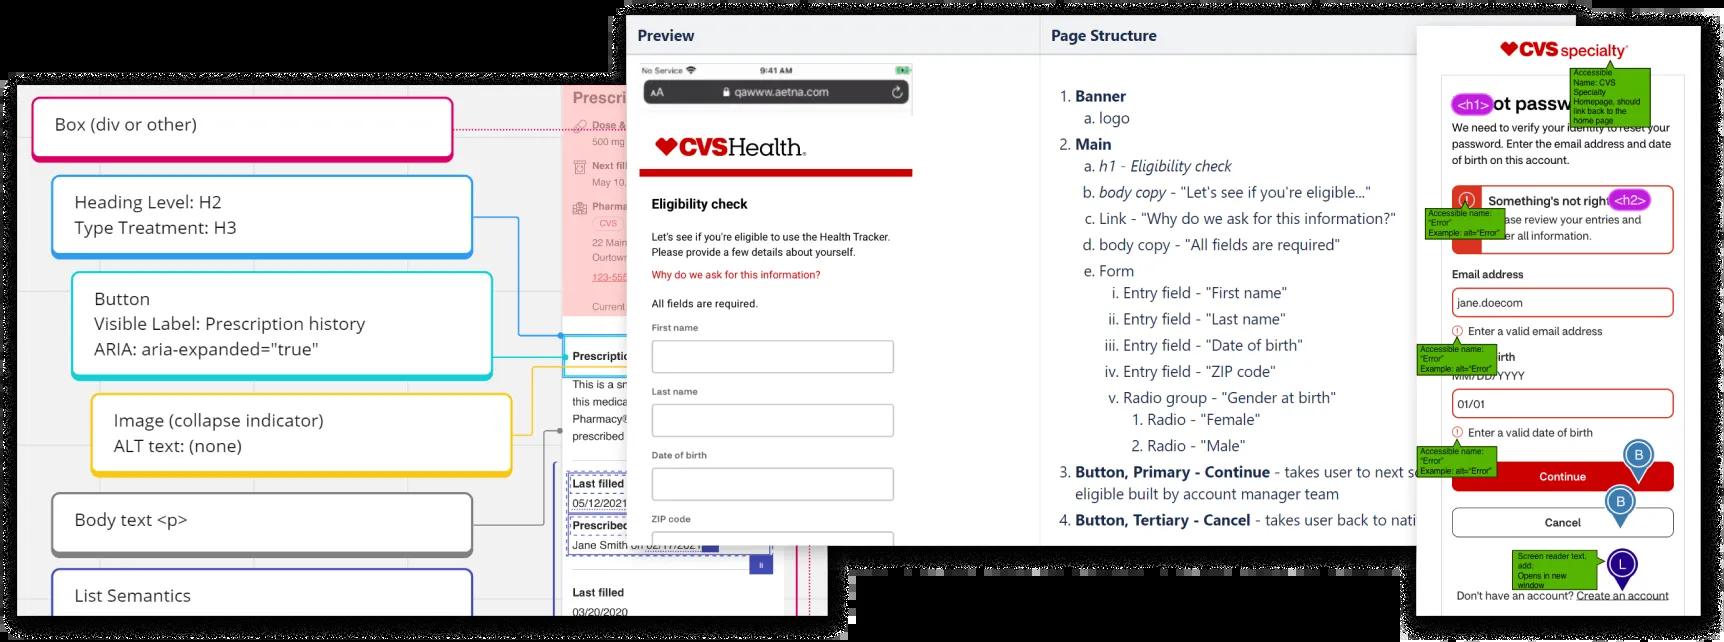 Box (div or other)
Heading Level: H2
Type Treatment: H3
Button
Visible Label: Prescription history
ARIA: aria-expanded="true"
Image (collapse indicator)
ALT text: (none)
Body text <p>
List Semantics
Prescri
Dose &
500 mg
Next fil
May 10,
Pharma
CVS
22 Main
Ourtown
123-555
Current
Prescriptio
This is a sn
this medica
Pharmacy®
prescribed
Last filled
05/12/2021
Prescribed
Jane Smith on 02/17/2021
ii
Last filled
03/20/2020
Preview
No Service
9:41 AM
AA
qawww.aetna.com
CVSHealth.
Eligibility check
Let's see if you're eligible to use the Health Tracker.
Please provide a few details about yourself.
Why do we ask for this information?
All fields are required.
First name
Last name
Date of birth
ZIP code
Page Structure
1. Banner
a. logo
2. Main
a. h1 - Eligibility check
b. body copy - "Let's see if you're eligible..."
c. Link - "Why do we ask for this information?"
d. body copy - "All fields are required"
e. Form
i. Entry field - "First name"
ii. Entry field - "Last name"
iii. Entry field - "Date of birth"
iv. Entry field - "ZIP code"
v. Radio group - "Gender at birth"
1. Radio - "Female"
2. Radio - "Male"
3. Button, Primary - Continue - takes user to next s
eligible built by account manager team
4. Button, Tertiary - Cancel - takes user back to nati
CVS specialty
Accessible
Name: CVS
Specialty
Homepage, should
link back to the
home page
<h1> ot passw
We need to verify your identity to reset your
password. Enter the email address and date
of birth on this account.
Something's not right <h2>
Accessible name:
"Error"
Example: alt="Error"
ase review your entries and
er all information.
Email address
jane.doecom
Enter a valid email address
Accessible name:
"Error"
Example: alt="Error"
irth
MM/DD/YYYY
01/01
Enter a valid date of birth
Accessible name:
"Error"
Example: alt="Error"
B
Continue
B
Cancel
Screen reader text,
add:
Opens in new
window
L
Don't have an account? Create an account